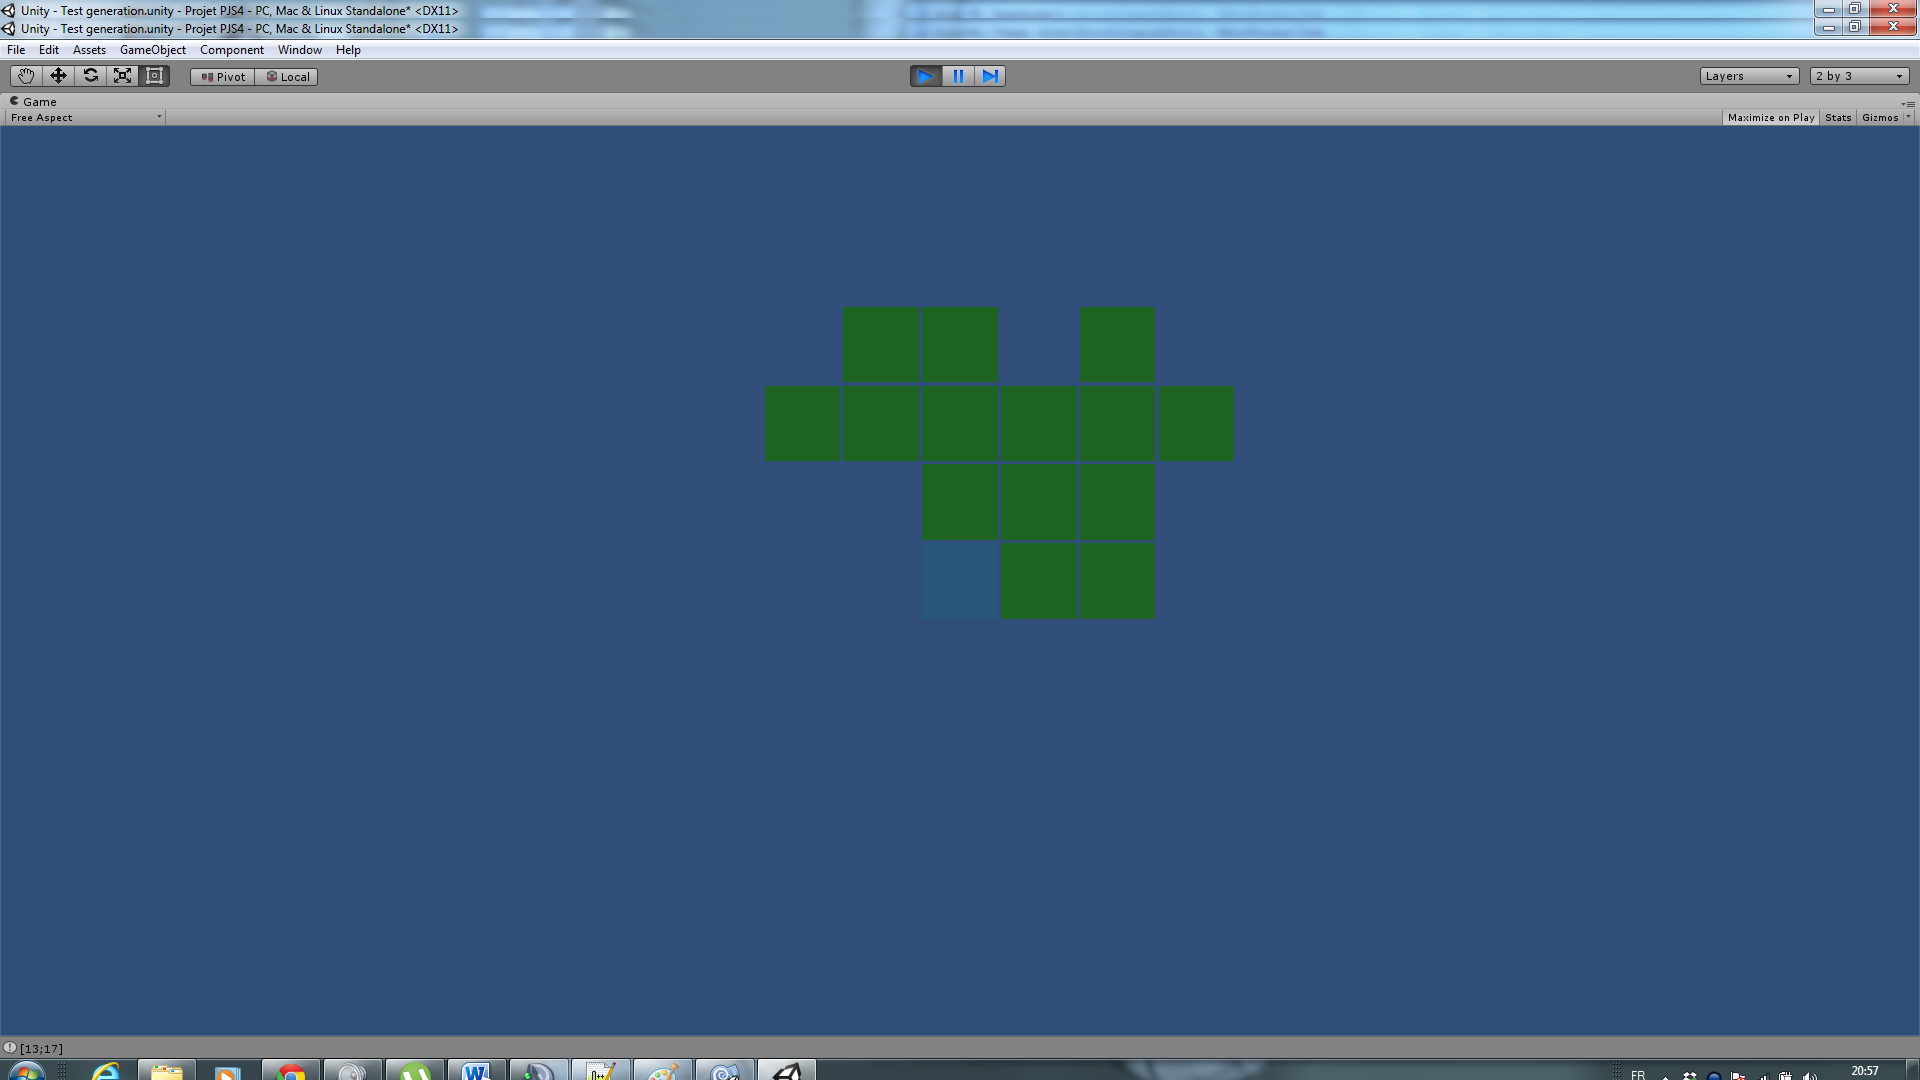 Unity - Test generation.unity - Projet PJS4 - PC, Mac & Linux Standalone* <DX11>
Unity - Test generation.unity - Projet PJS4 - PC, Mac & Linux Standalone* <DX11>
File Edit Assets GameObject Component Window Help
Pivot Local Layers 2 by 3
Game
Free Aspect Maximize on Play Stats Gizmos
[13;17]
FR 20:57